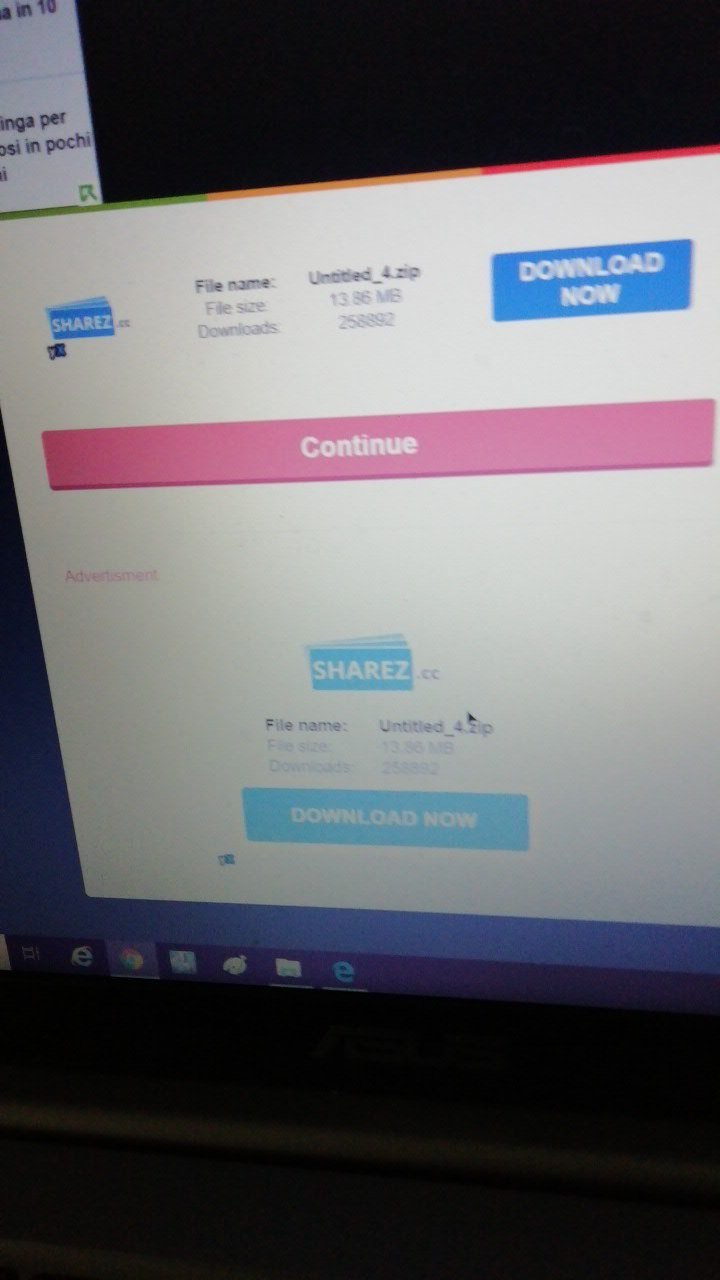 a in 10
inga per
osi in pochi
i
File name: Untitled_4.zip
File size: 13.86 MB
Downloads: 258892
DOWNLOAD
NOW
SHAREZ.cc
Continue
Advertisment
SHAREZ.cc
File name: Untitled_4.zip
File size: 13.86 MB
Downloads: 258892
DOWNLOAD NOW
ASUS